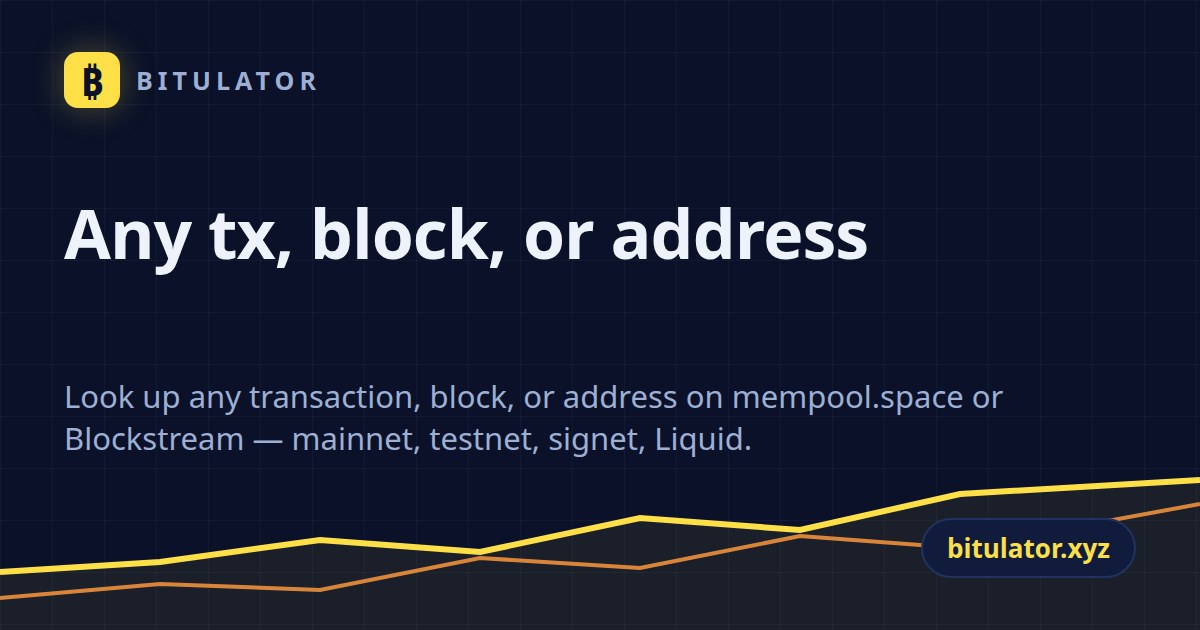 ₿ BITULATOR
Any tx, block, or address
Look up any transaction, block, or address on mempool.space or
Blockstream — mainnet, testnet, signet, Liquid.
bitulator.xyz